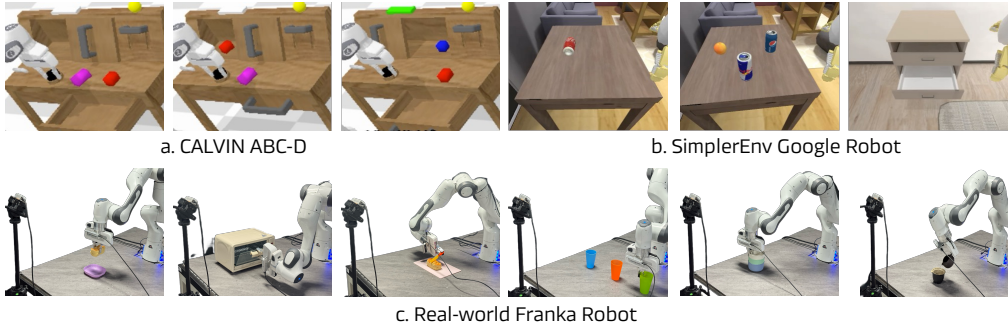 a. CALVIN ABC-D
b. SimplerEnv Google Robot
c. Real-world Franka Robot